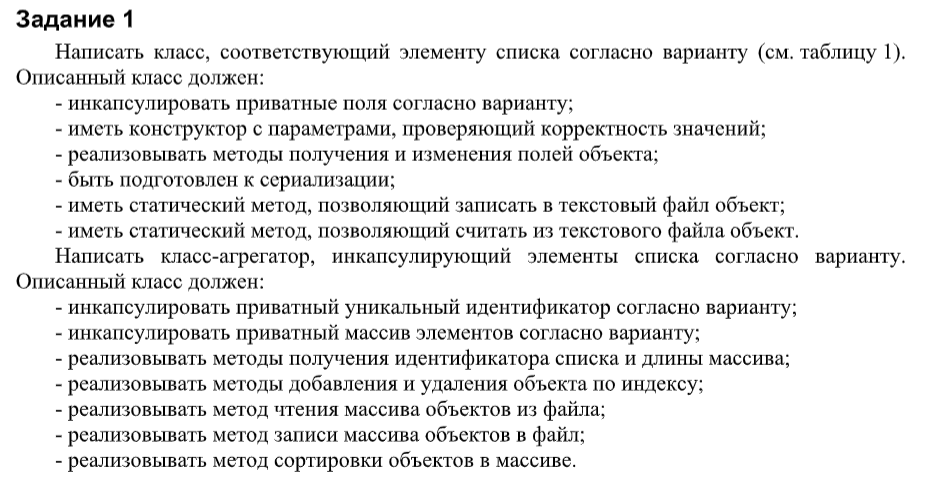 Задание 1
Написать класс, соответствующий элементу списка согласно варианту (см. таблицу 1).
Описанный класс должен:
- инкапсулировать приватные поля согласно варианту;
- иметь конструктор с параметрами, проверяющий корректность значений;
- реализовывать методы получения и изменения полей объекта;
- быть подготовлен к сериализации;
- иметь статический метод, позволяющий записать в текстовый файл объект;
- иметь статический метод, позволяющий считать из текстового файла объект.
Написать класс-агрегатор, инкапсулирующий элементы списка согласно варианту.
Описанный класс должен:
- инкапсулировать приватный уникальный идентификатор согласно варианту;
- инкапсулировать приватный массив элементов согласно варианту;
- реализовывать методы получения идентификатора списка и длины массива;
- реализовывать методы добавления и удаления объекта по индексу;
- реализовывать метод чтения массива объектов из файла;
- реализовывать метод записи массива объектов в файл;
- реализовывать метод сортировки объектов в массиве.